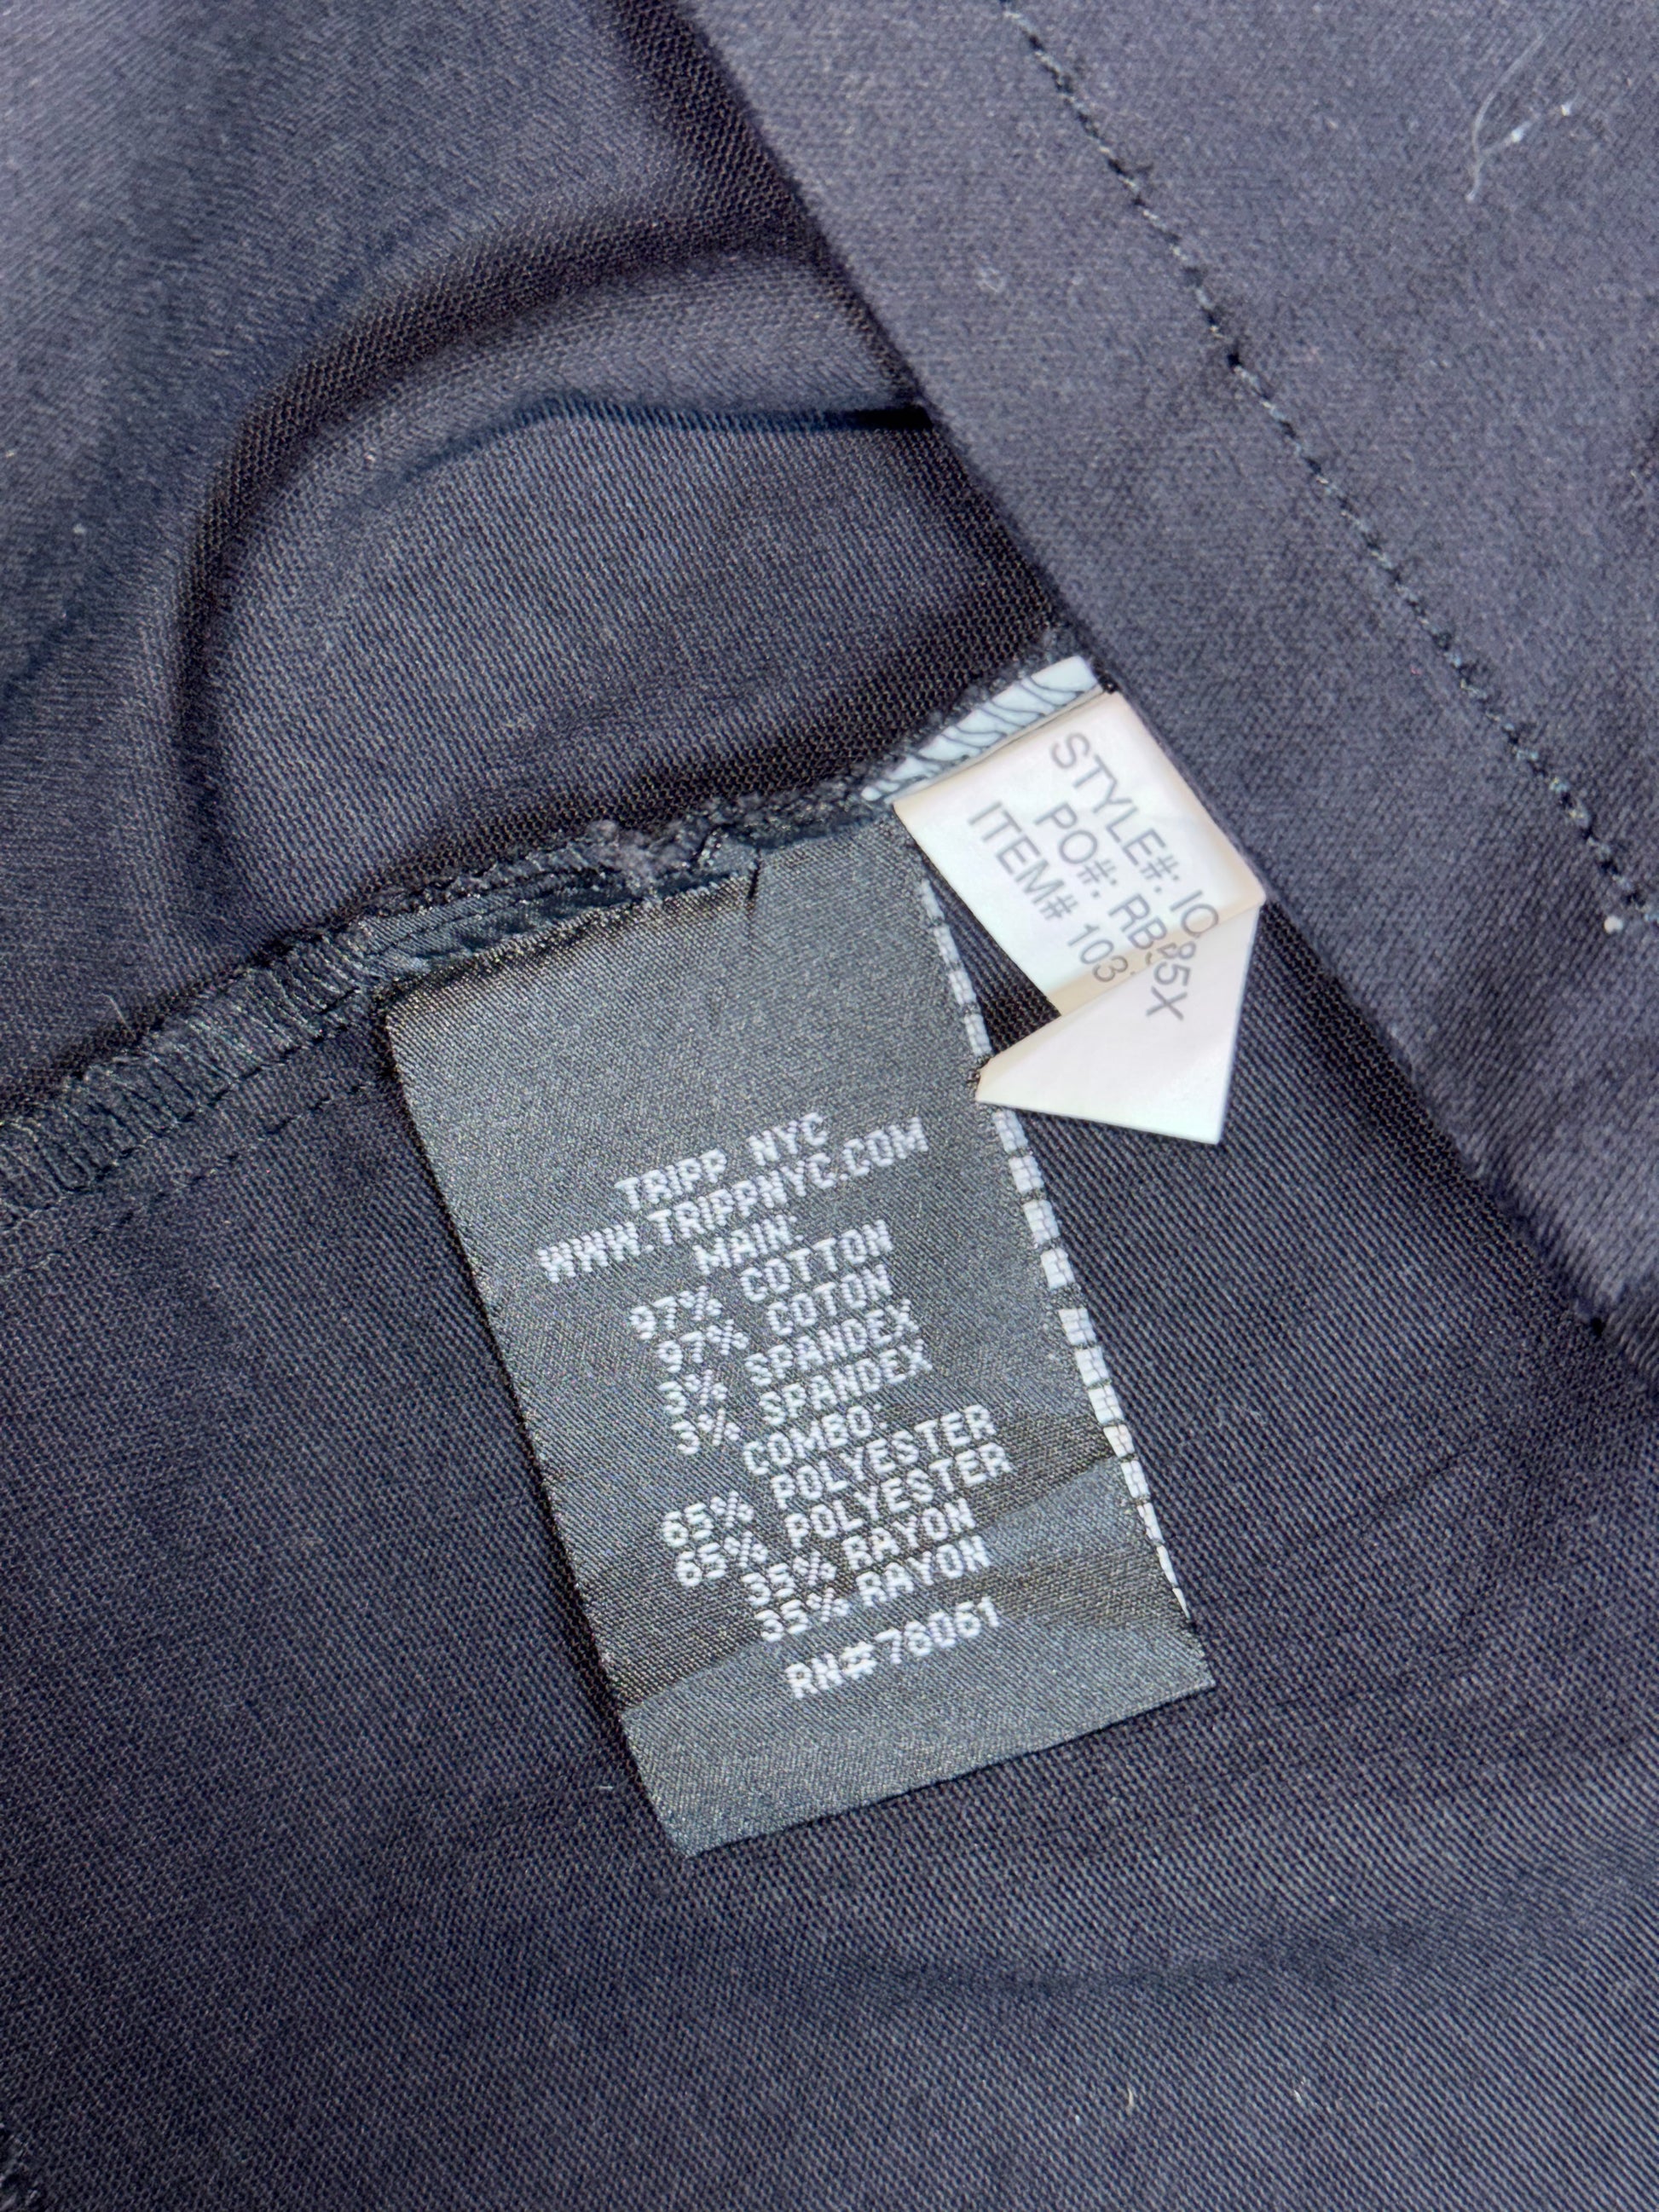 STYLE#: IO
85X
PO#: RB
ITEM# 103
TRIPP NYC
WWW.TRIPPNYC.COM
MAIN:
97% COTTON
97% COTON
3% SPANDEX
3% SPANDEX
COMBO:
65% POLYESTER
65% POLYESTER
35% RAYON
35% RAYON
RN#78061